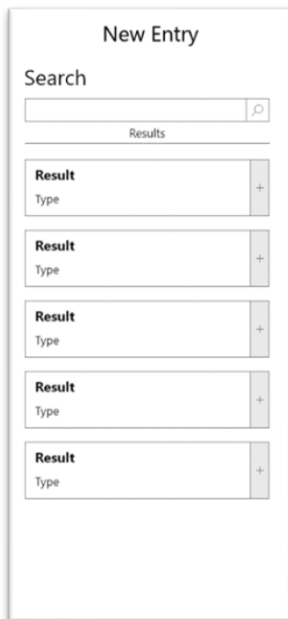 New Entry
Search
Results
Result
Type
+
Result
Type
+
Result
Type
+
Result
Type
+
Result
Type
+